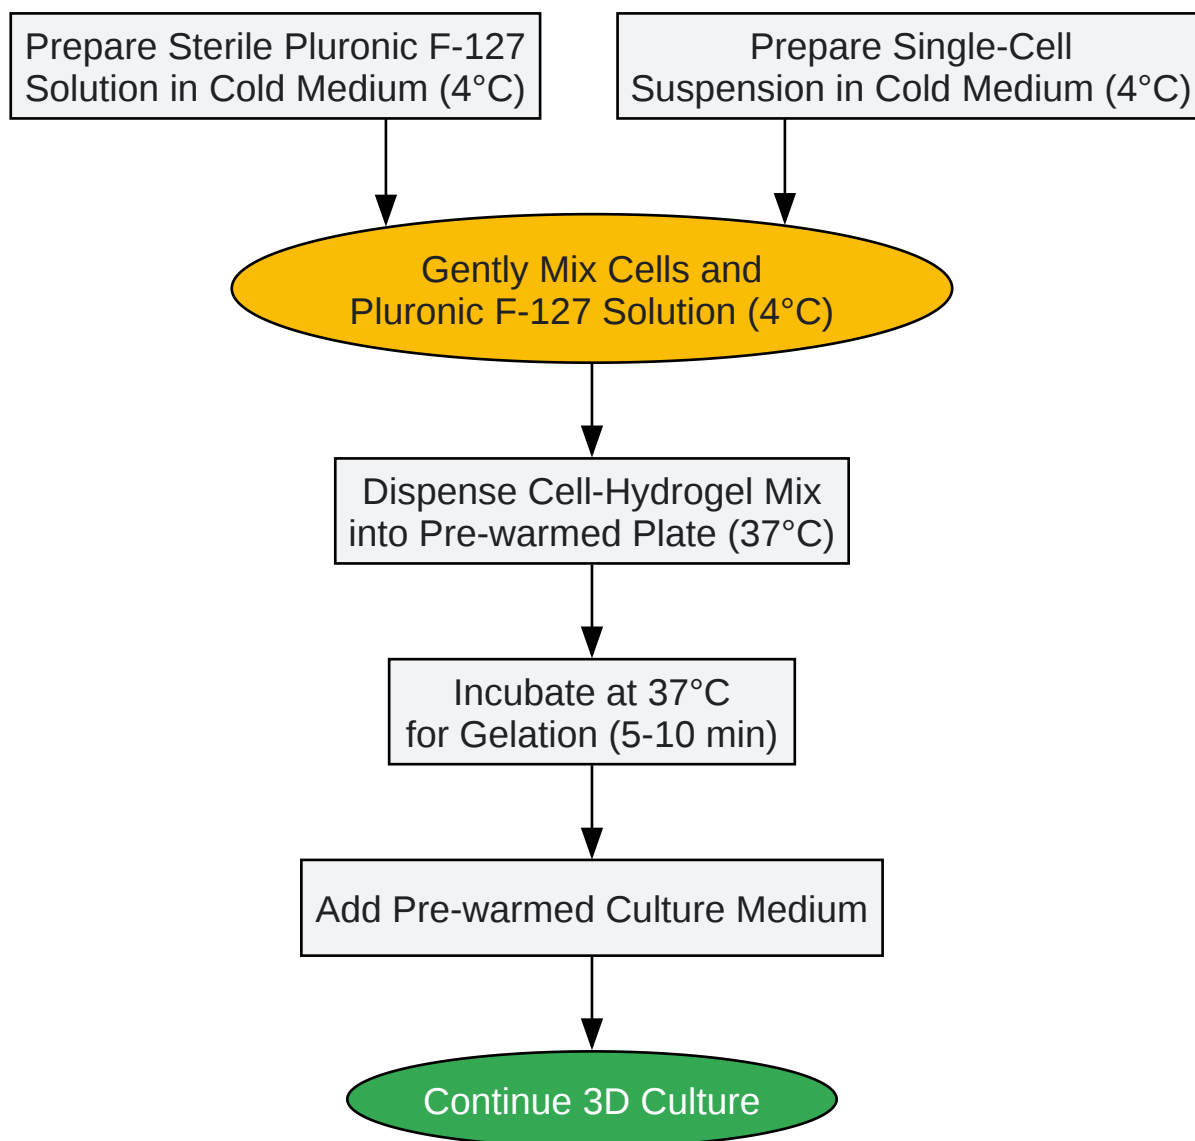 Prepare Sterile Pluronic F-127
Solution in Cold Medium (4°C)
Prepare Single-Cell
Suspension in Cold Medium (4°C)
Gently Mix Cells and
Pluronic F-127 Solution (4°C)
Dispense Cell-Hydrogel Mix
into Pre-warmed Plate (37°C)
Incubate at 37°C
for Gelation (5-10 min)
Add Pre-warmed Culture Medium
Continue 3D Culture